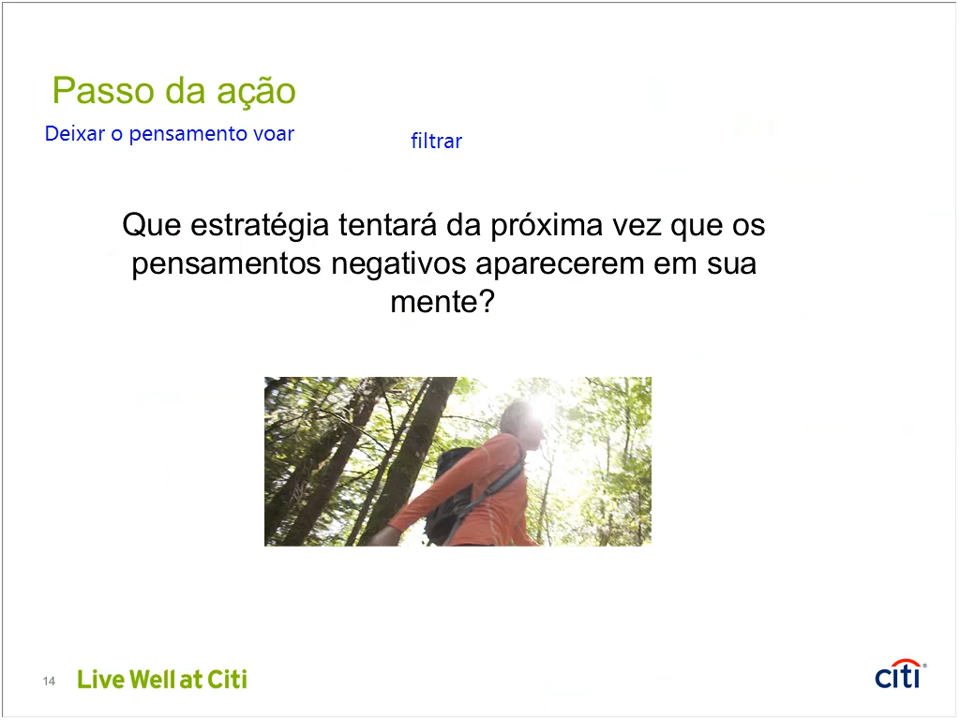 Passo da ação
Deixar o pensamento voar
filtrar
Que estratégia tentará da próxima vez que os
pensamentos negativos aparecerem em sua
mente?
14
Live Well at Citi
citi®